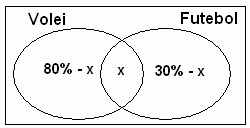 Volei Futebol
80% - x x 30% - x